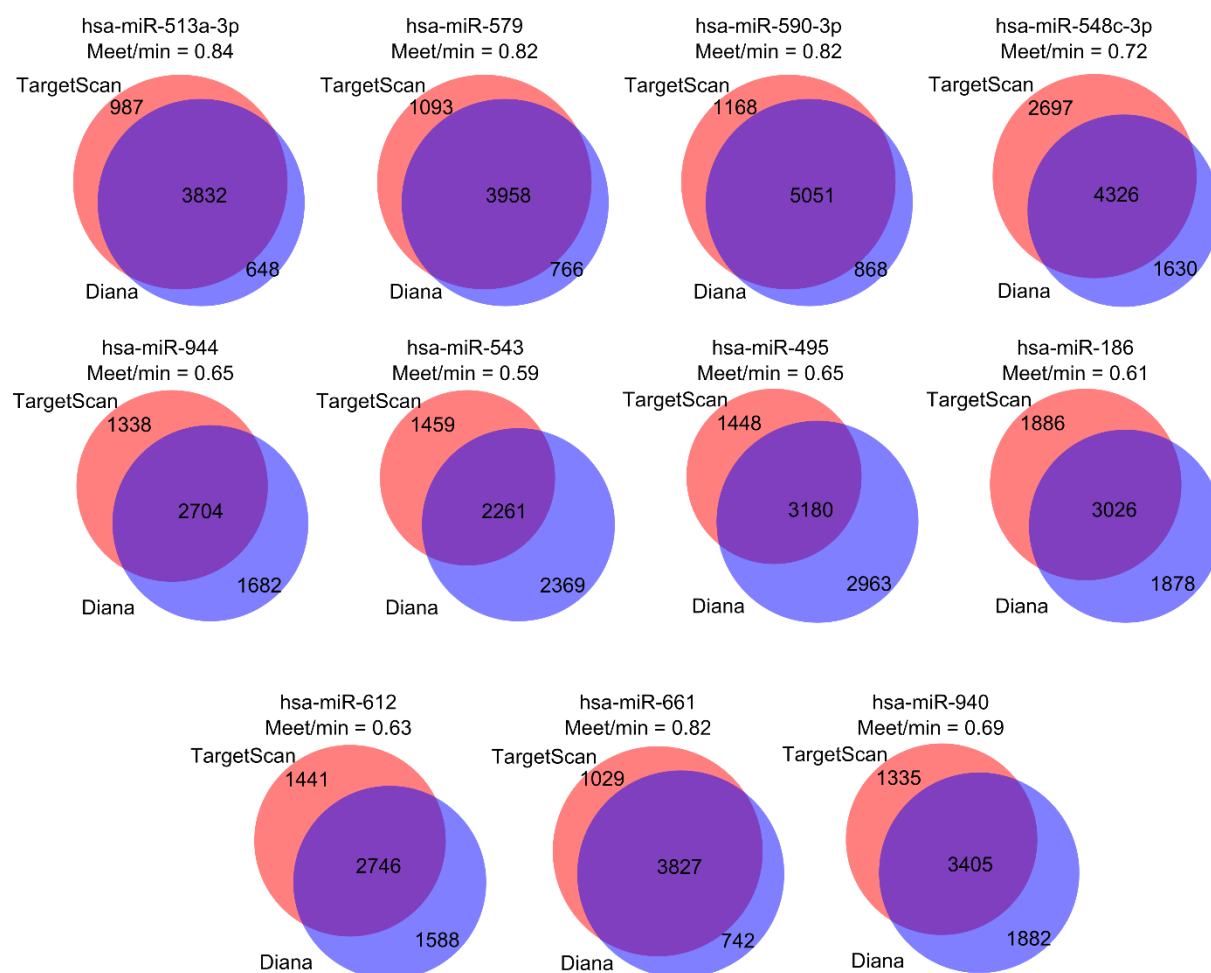 hsa-miR-513a-3p
Meet/min = 0.84
TargetScan
987
3832
648
Diana
hsa-miR-579
Meet/min = 0.82
TargetScan
1093
3958
766
Diana
hsa-miR-590-3p
Meet/min = 0.82
TargetScan
1168
5051
868
Diana
hsa-miR-548c-3p
Meet/min = 0.72
TargetScan
2697
4326
1630
Diana
hsa-miR-944
Meet/min = 0.65
TargetScan
1338
2704
1682
Diana
hsa-miR-543
Meet/min = 0.59
TargetScan
1459
2261
2369
Diana
hsa-miR-495
Meet/min = 0.65
TargetScan
1448
3180
2963
Diana
hsa-miR-186
Meet/min = 0.61
TargetScan
1886
3026
1878
Diana
hsa-miR-612
Meet/min = 0.63
TargetScan
1441
2746
1588
Diana
hsa-miR-661
Meet/min = 0.82
TargetScan
1029
3827
742
Diana
hsa-miR-940
Meet/min = 0.69
TargetScan
1335
3405
1882
Diana